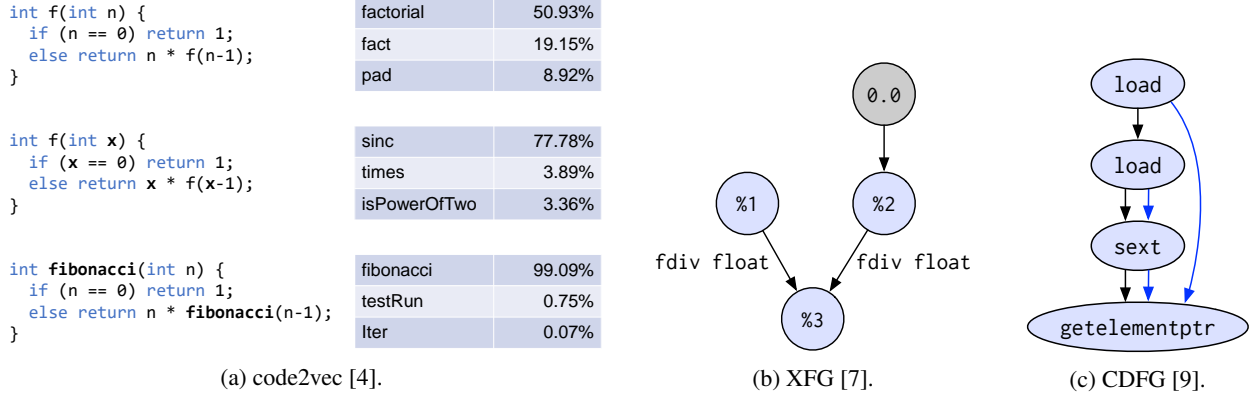 int f(int n) {
  if (n == 0) return 1;
  else return n * f(n-1);
}
factorial 50.93%
fact 19.15%
pad 8.92%
int f(int x) {
  if (x == 0) return 1;
  else return x * f(x-1);
}
sinc 77.78%
times 3.89%
isPowerOfTwo 3.36%
int fibonacci(int n) {
  if (n == 0) return 1;
  else return n * fibonacci(n-1);
}
fibonacci 99.09%
testRun 0.75%
Iter 0.07%
(a) code2vec [4].
0.0
%1 %2
fdiv float fdiv float
%3
(b) XFG [7].
load
load
sext
getelementptr
(c) CDFG [9].